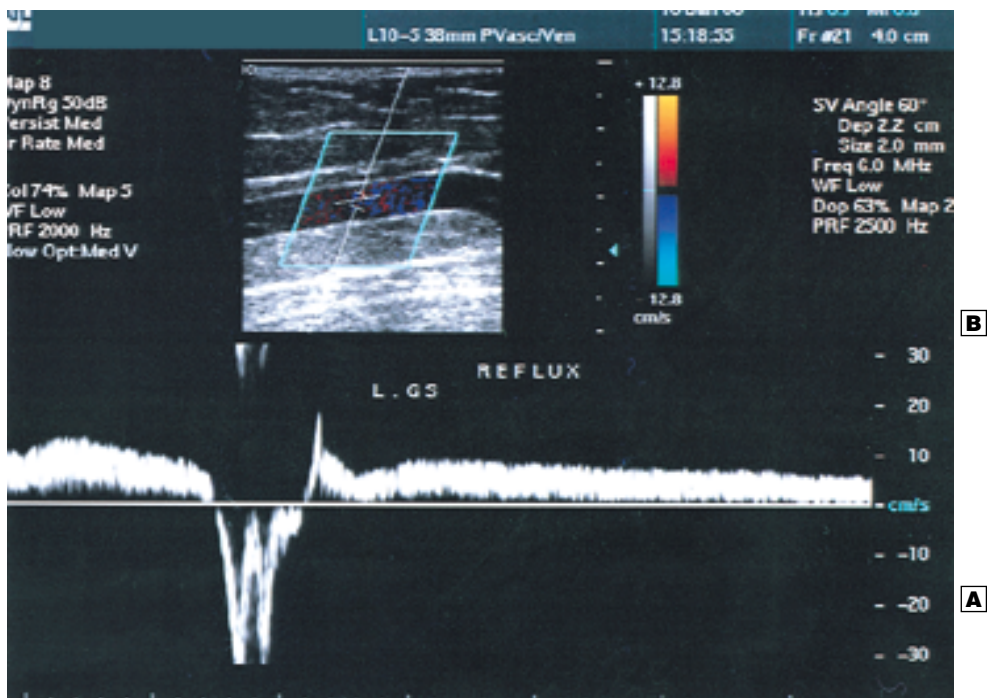 L10-5 38mm PVasc/Ven
15:18:55
Fr #21 4.0 cm
Map 8
DynRg 50dB
Persist Med
Fr Rate Med
Col 74% Map 5
WF Low
PRF 2000 Hz
Flow Opt:Med V
+ 12.8
- 12.8
cm/s
SV Angle 60°
Dep 2.2 cm
Size 2.0 mm
Freq 6.0 MHz
WF Low
Dop 63% Map 2
PRF 2500 Hz
B
REFLUX
L.GS
- 30
- 20
- 10
- cm/s
- -10
- -20
- -30
A